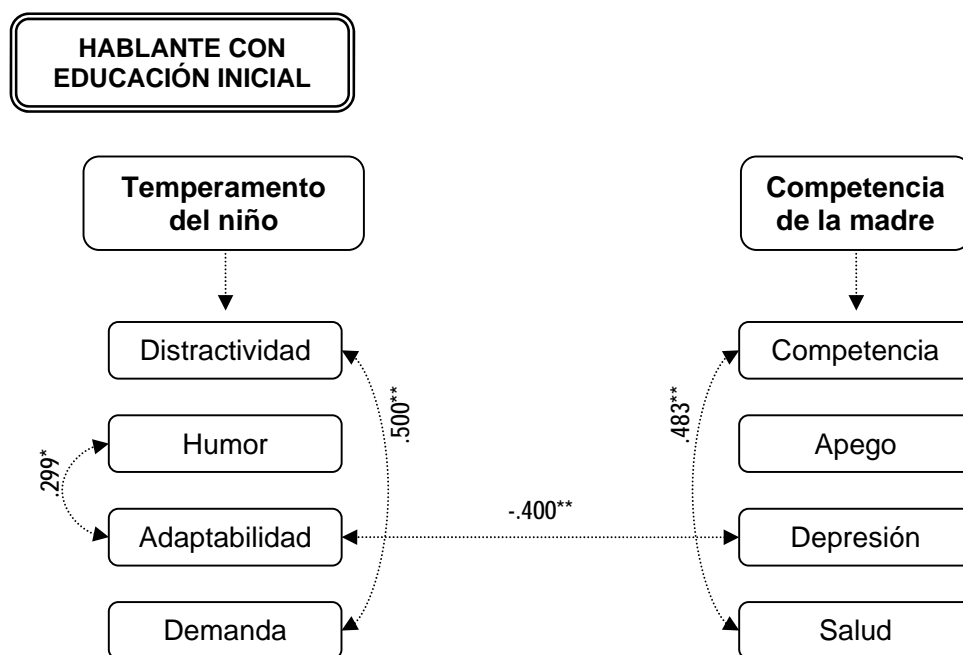 HABLANTE CON
EDUCACIÓN INICIAL
Temperamento
del niño
Competencia
de la madre
Distractividad
Competencia
.500**
.483**
Humor
Apego
.299*
-.400**
Adaptabilidad
Depresión
Demanda
Salud